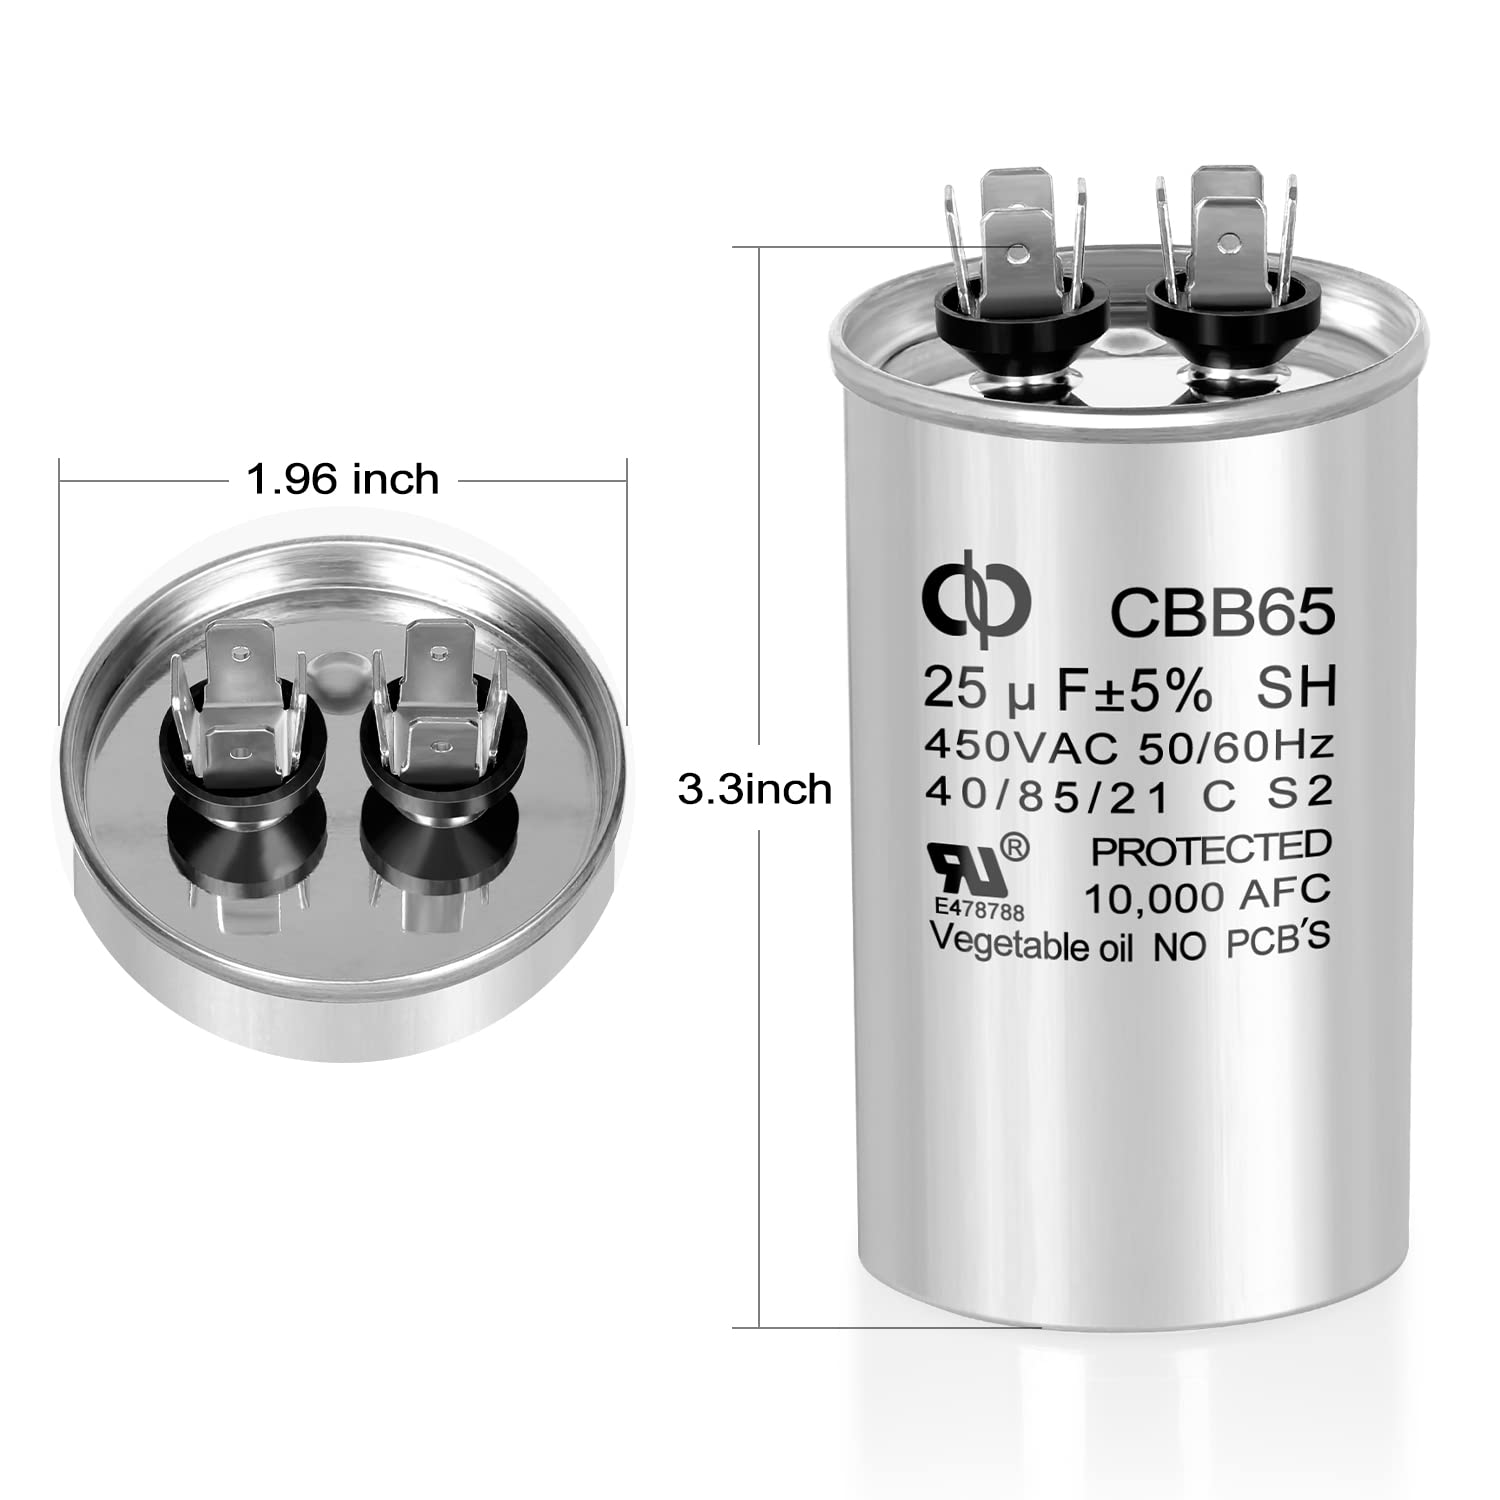 1.96 inch
3.3inch
CBB65
25 μ F±5% SH
450VAC 50/60Hz
40/85/21 C S2
PROTECTED
10,000 AFC
®
E478788
Vegetable oil NO PCB'S